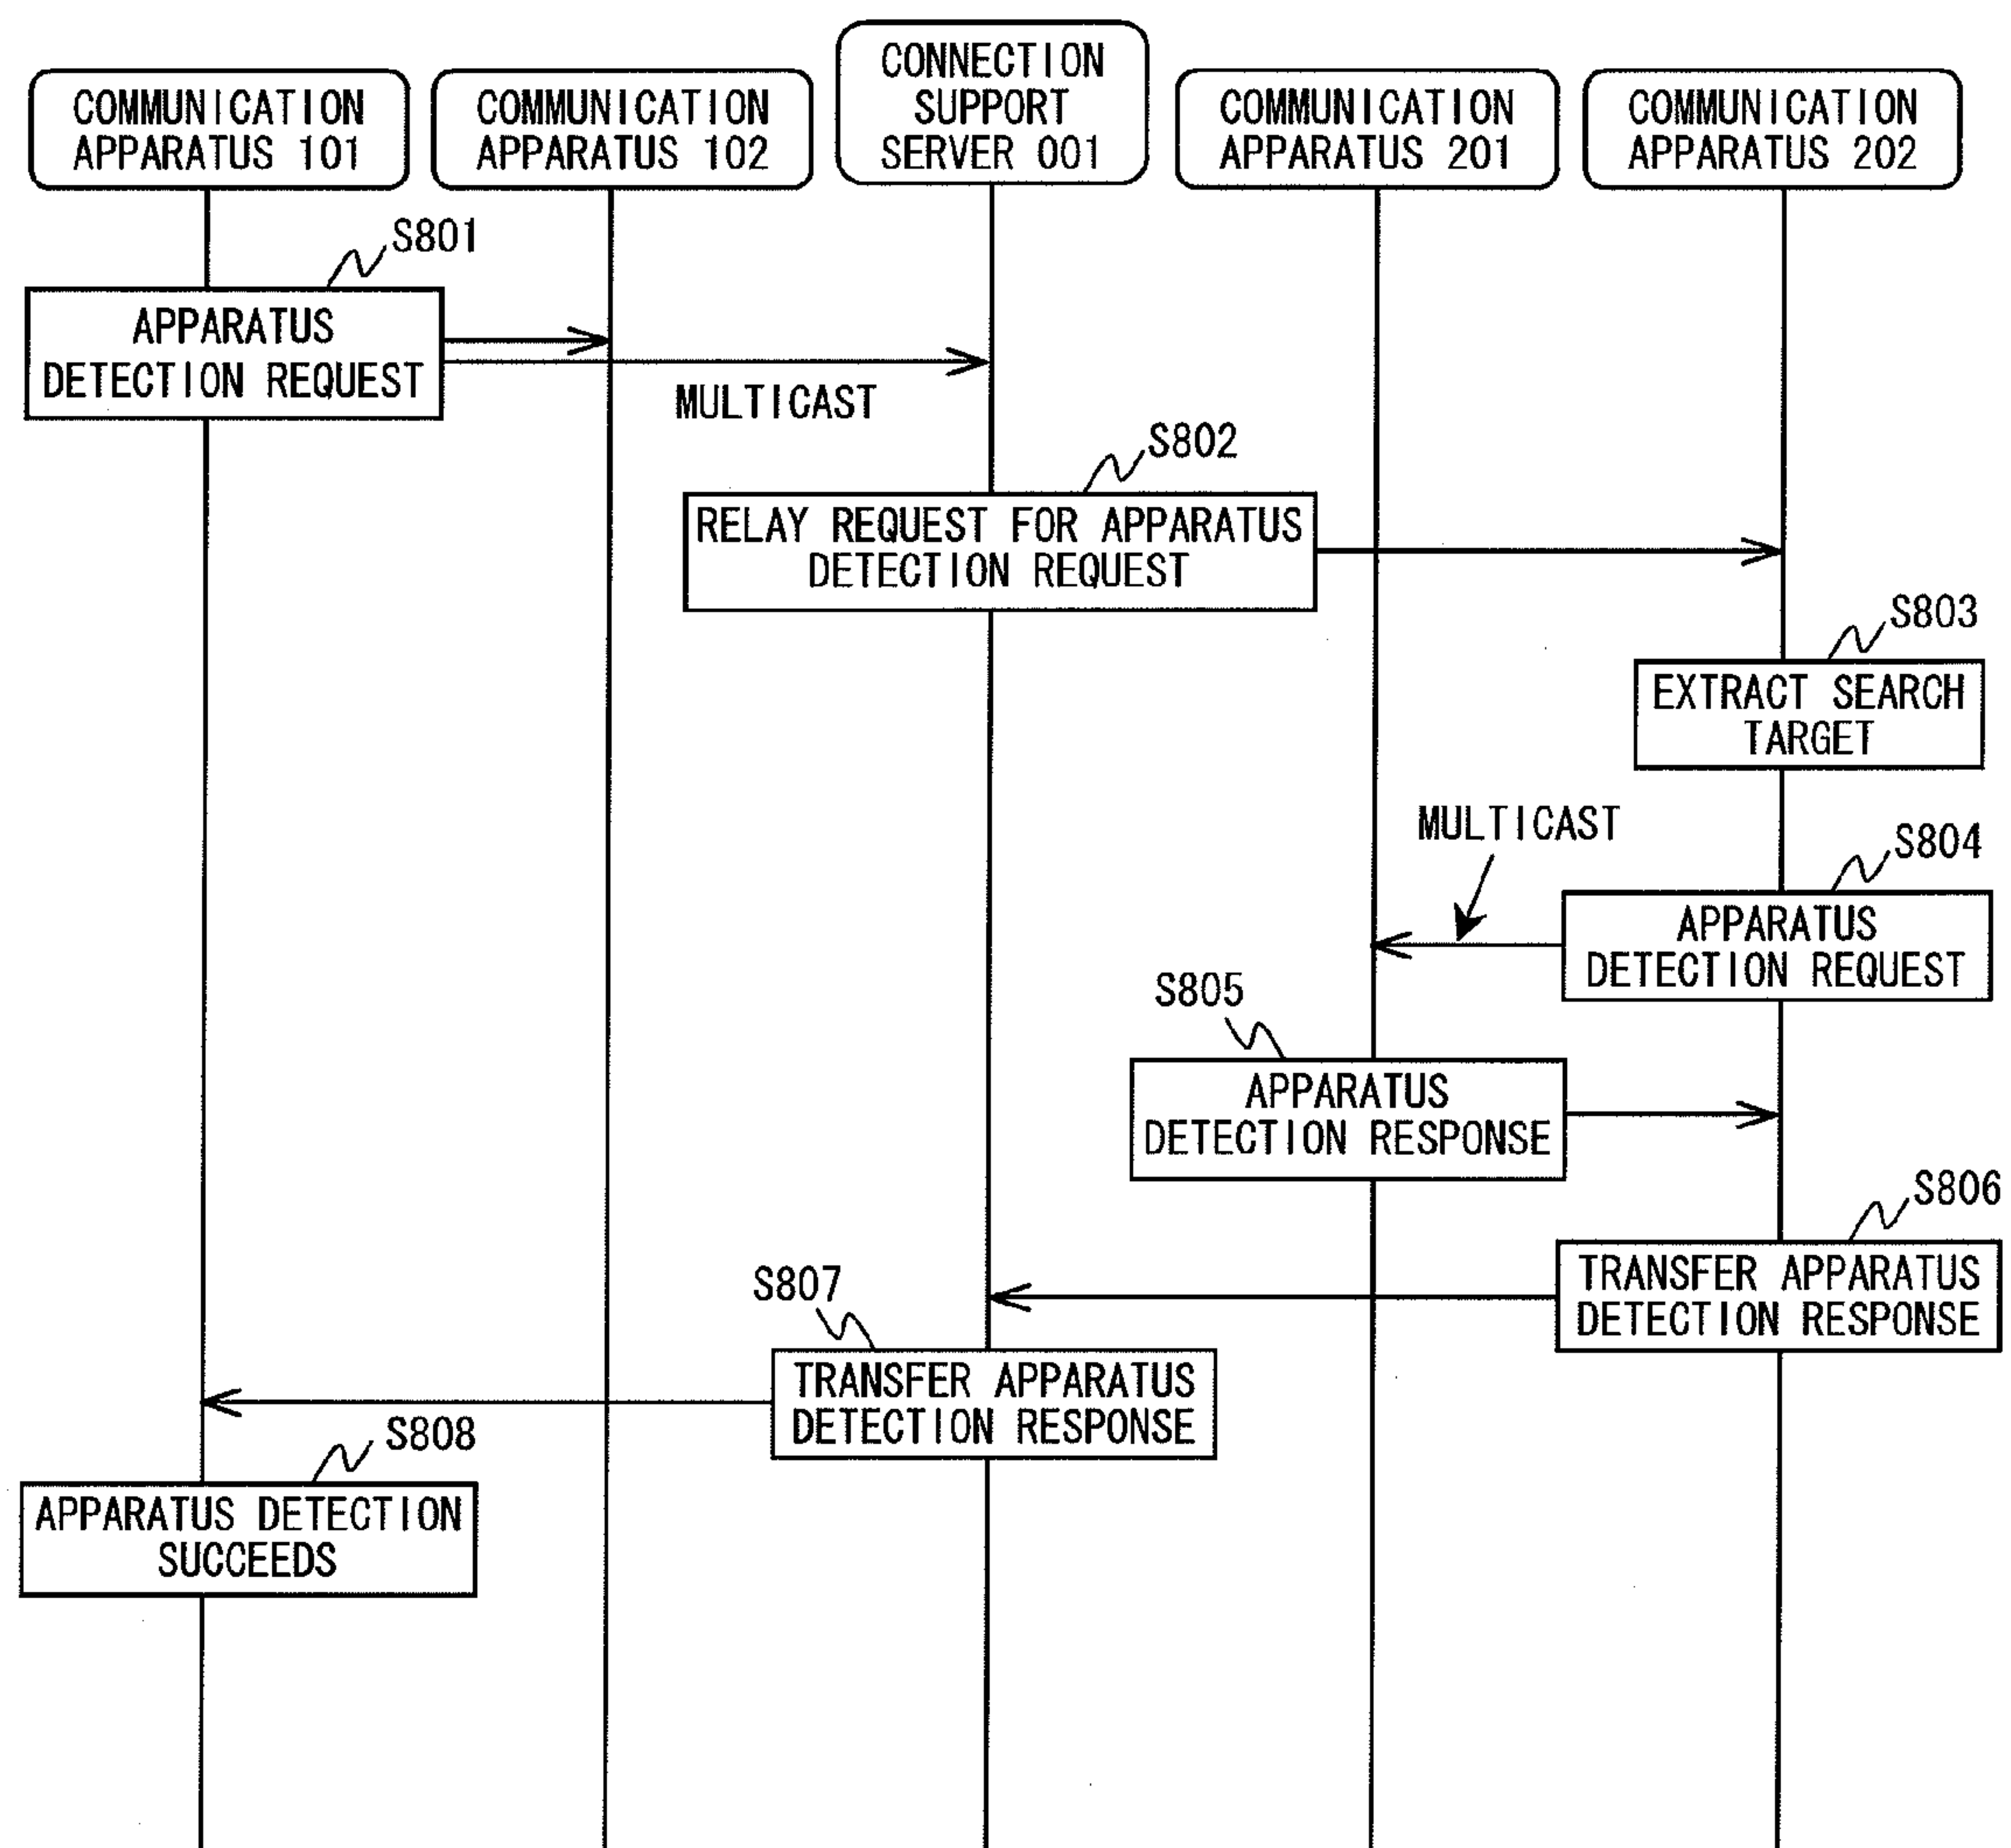 COMMUNICATION
APPARATUS 101
COMMUNICATION
APPARATUS 102
CONNECTION
SUPPORT
SERVER 001
COMMUNICATION
APPARATUS 201
COMMUNICATION
APPARATUS 202
S801
APPARATUS
DETECTION REQUEST
MULTICAST
S802
RELAY REQUEST FOR APPARATUS
DETECTION REQUEST
S803
EXTRACT SEARCH
TARGET
MULTICAST
S804
APPARATUS
DETECTION REQUEST
S805
APPARATUS
DETECTION RESPONSE
S806
TRANSFER APPARATUS
DETECTION RESPONSE
S807
TRANSFER APPARATUS
DETECTION RESPONSE
S808
APPARATUS DETECTION
SUCCEEDS